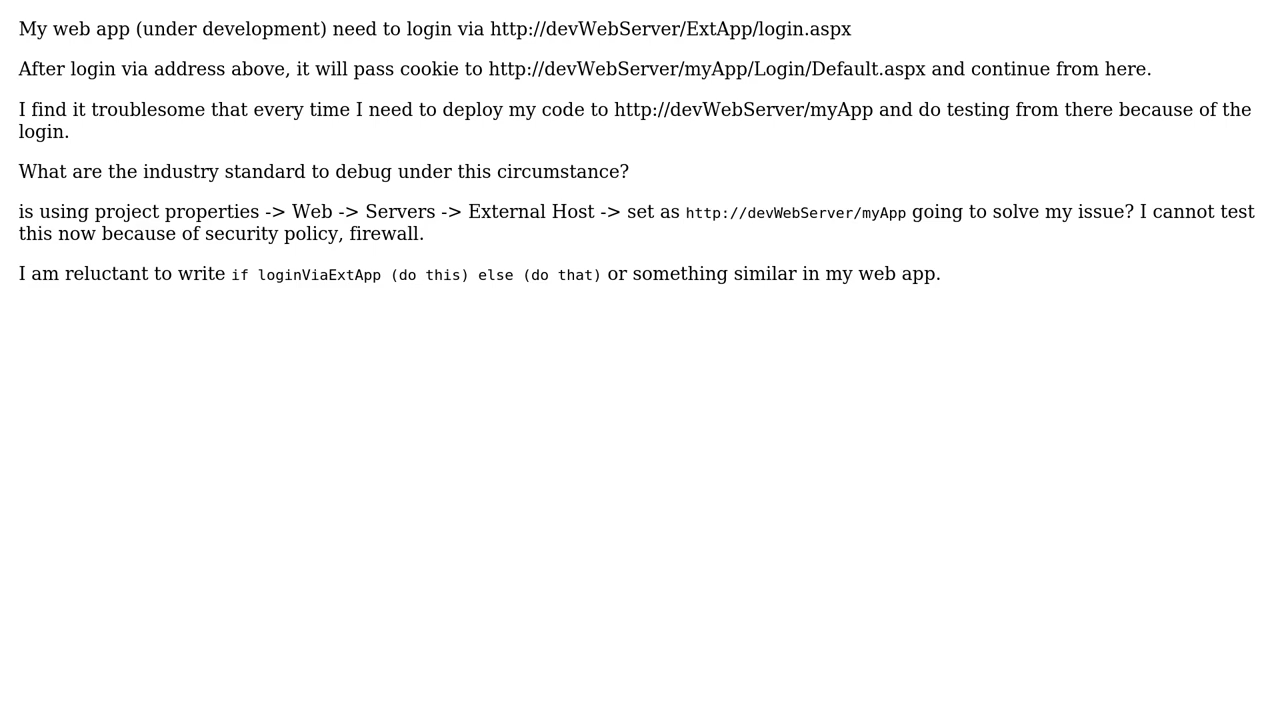 My web app (under development) need to login via http://devWebServer/ExtApp/login.aspx
After login via address above, it will pass cookie to http://devWebServer/myApp/Login/Default.aspx and continue from here.
I find it troublesome that every time I need to deploy my code to http://devWebServer/myApp and do testing from there because of the
login.
What are the industry standard to debug under this circumstance?
is using project properties -> Web -> Servers -> External Host -> set as http://devWebServer/myApp going to solve my issue? I cannot test
this now because of security policy, firewall.
I am reluctant to write if loginViaExtApp (do this) else (do that) or something similar in my web app.